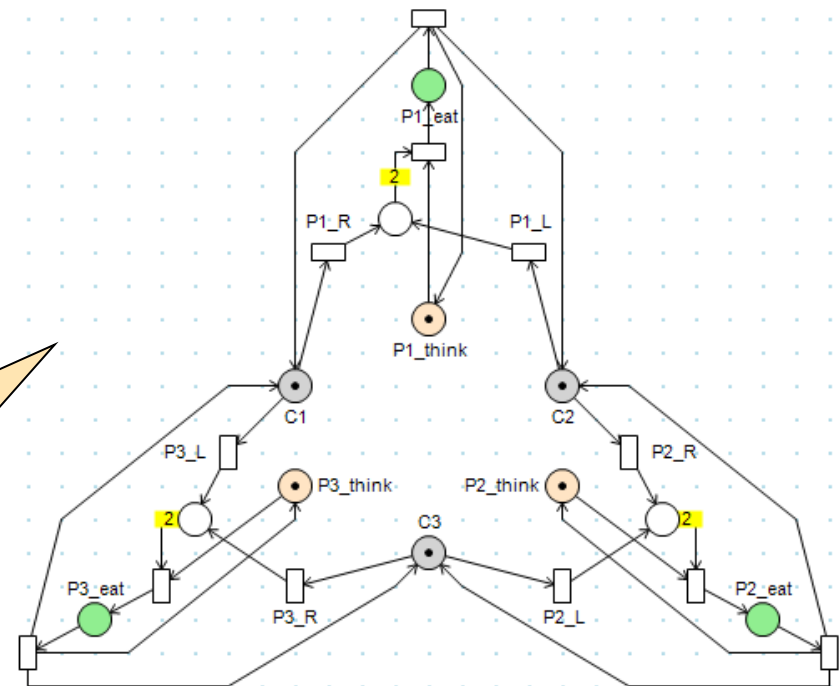 P1_eat
2
P1_R
P1_L
P1_think
C1
C2
P3_L
P2_R
P3_think
P2_think
C3
2
2
P3_eat
P2_eat
P3_R
P2_L